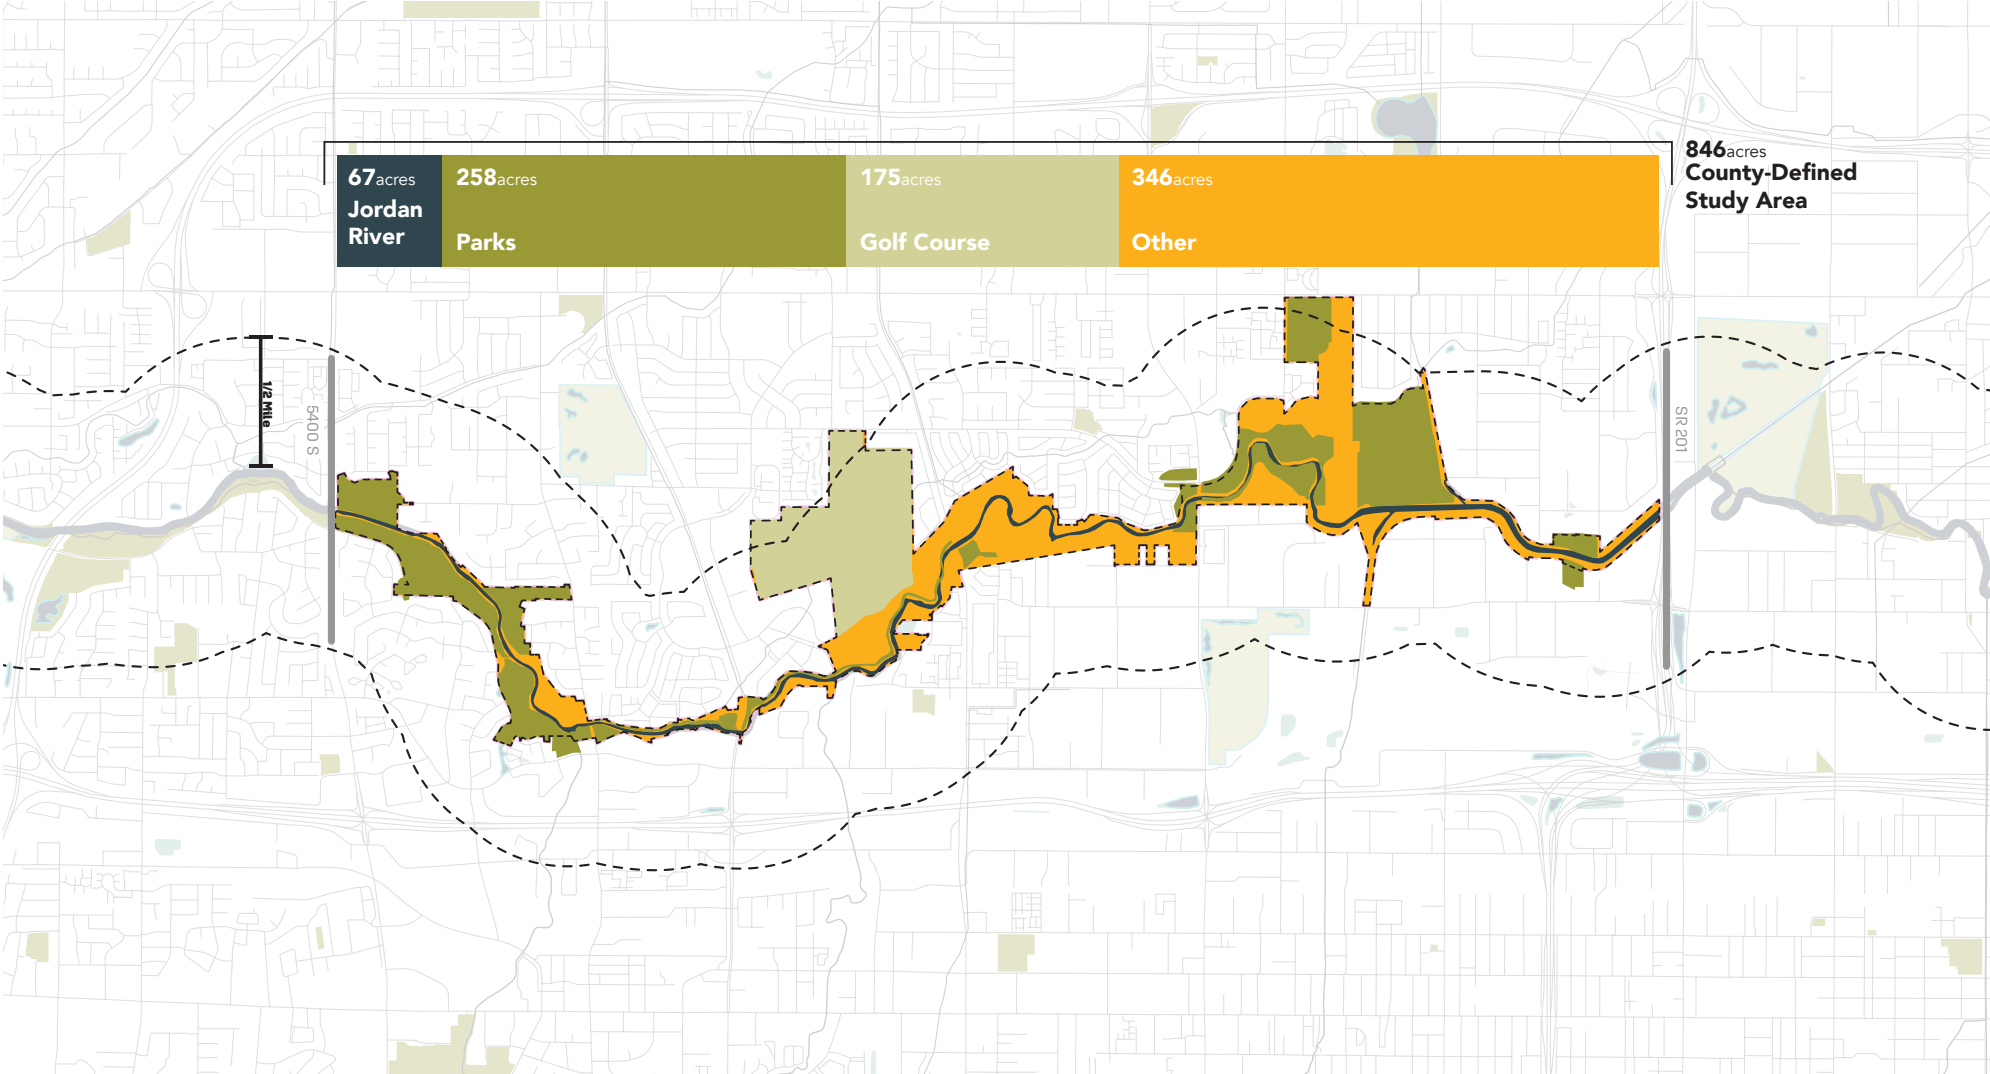 67acres
Jordan
River
258acres
Parks
175acres
Golf Course
346acres
Other
846acres
County-Defined
Study Area
1/2 Mile
5400 S
SR 201